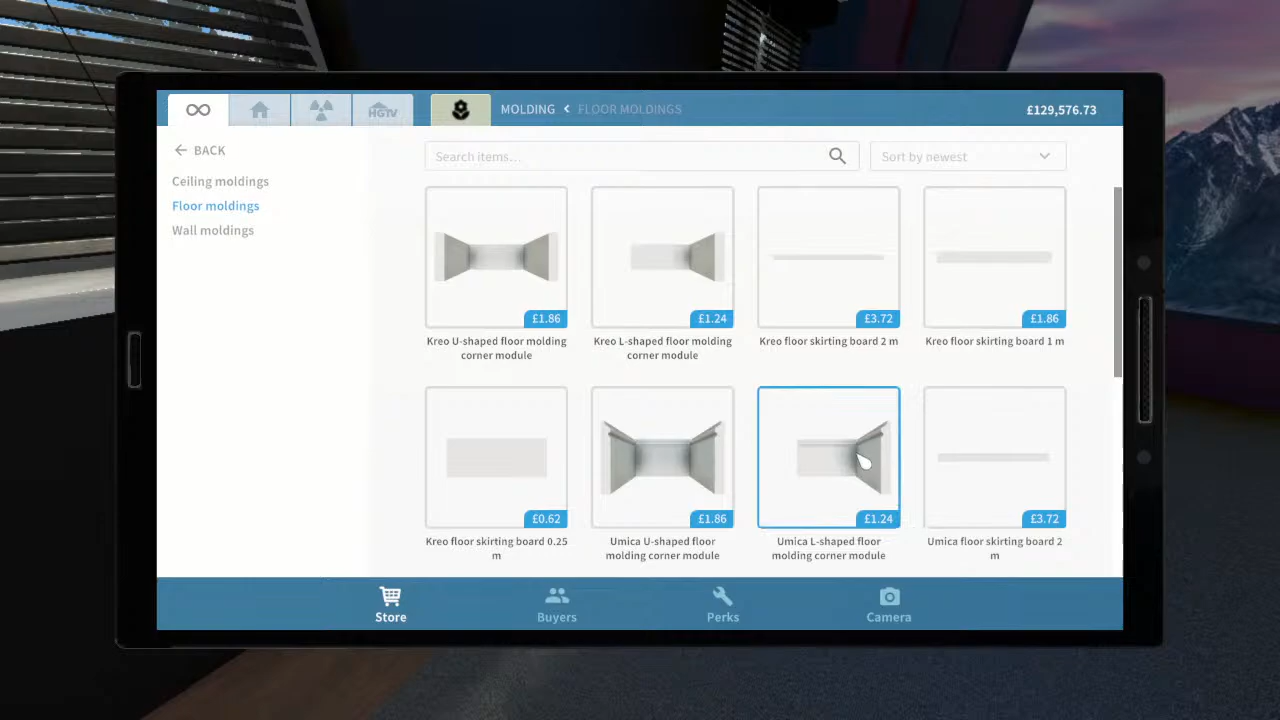 HGTV
MOLDING < FLOOR MOLDINGS
£129,576.73
← BACK
Ceiling moldings
Floor moldings
Wall moldings
Search items...
Sort by newest
£1.86
£1.24
£3.72
£1.86
Kreo U-shaped floor molding
corner module
Kreo L-shaped floor molding
corner module
Kreo floor skirting board 2 m
Kreo floor skirting board 1 m
£0.62
£1.86
£1.24
£3.72
Kreo floor skirting board 0.25
m
Umica U-shaped floor
molding corner module
Umica L-shaped floor
molding corner module
Umica floor skirting board 2
m
Store
Buyers
Perks
Camera